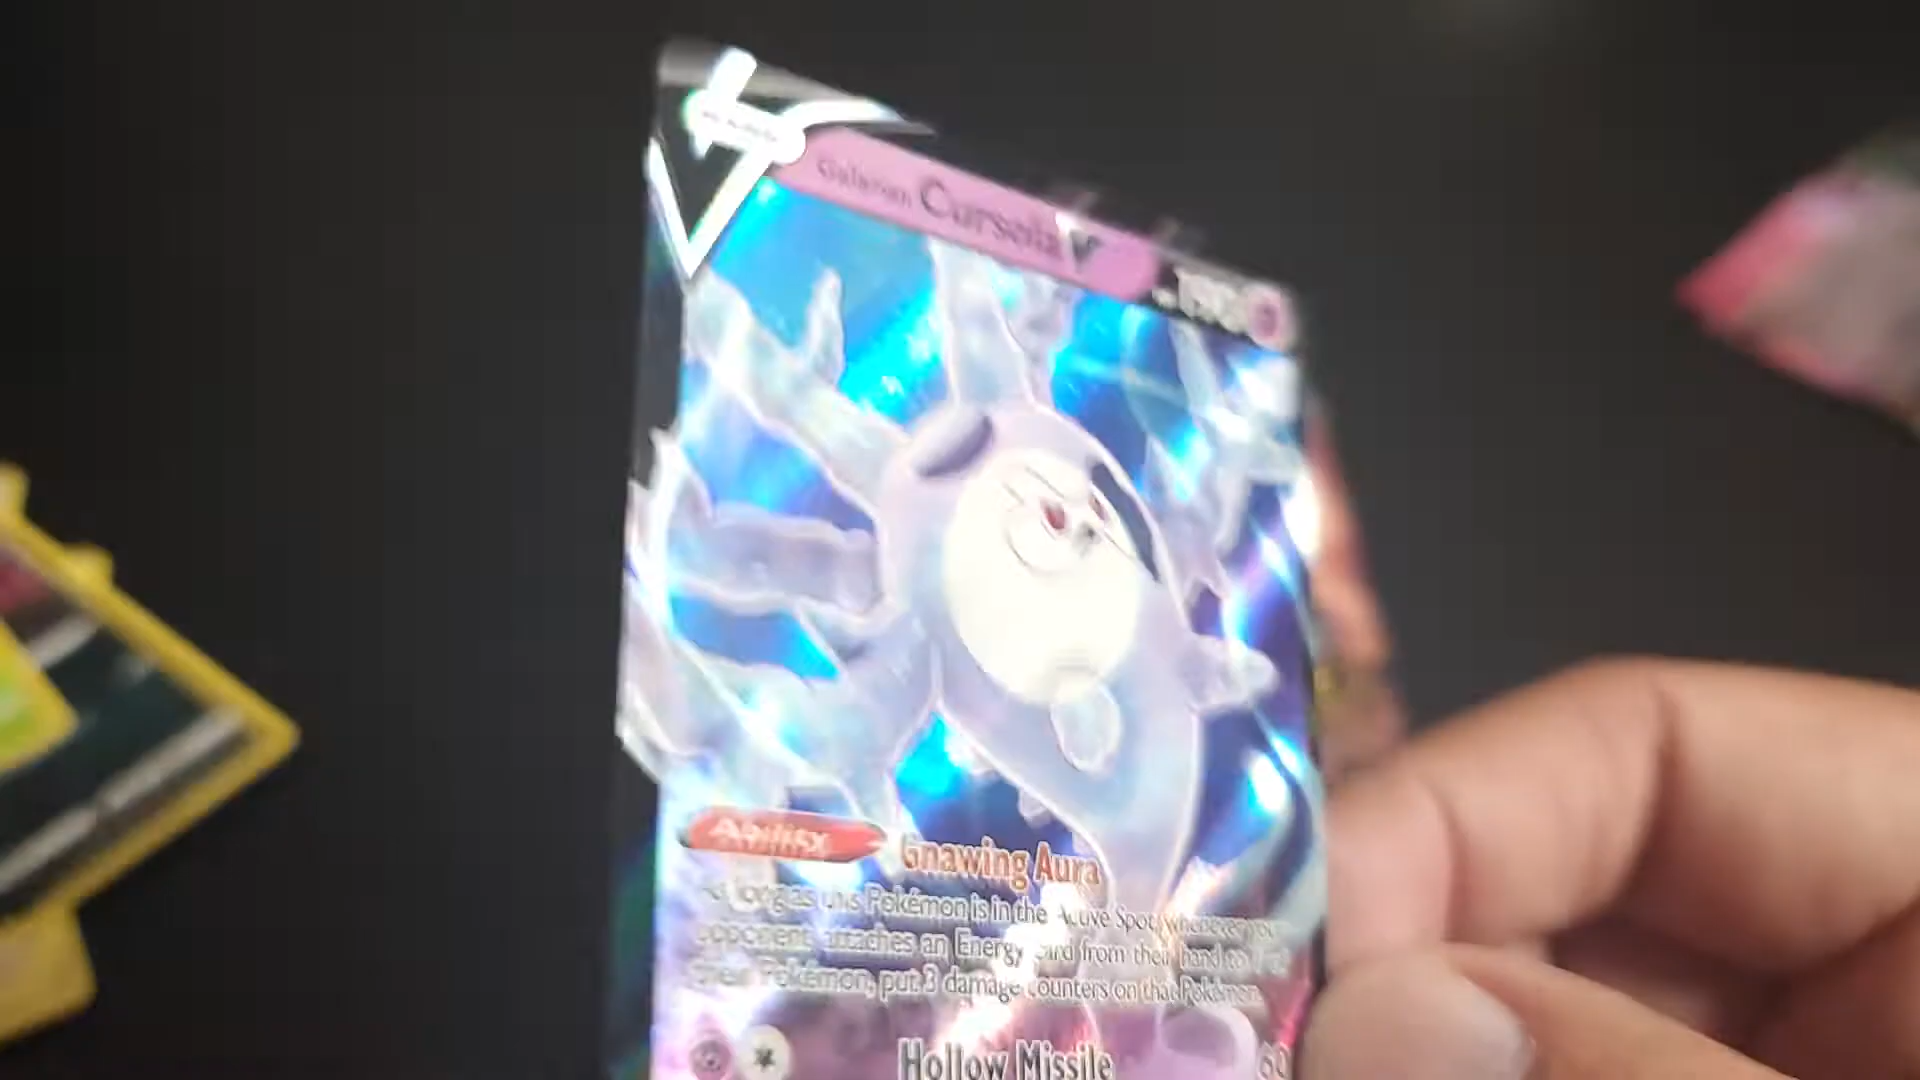 Galarian Cursola V
190
Ability Gnawing Aura
As long as this Pokémon is in the Active Spot, whenever your
opponent attaches an Energy card from their hand to 1 of
their Pokémon, put 3 damage counters on that Pokémon.
Hollow Missile 60